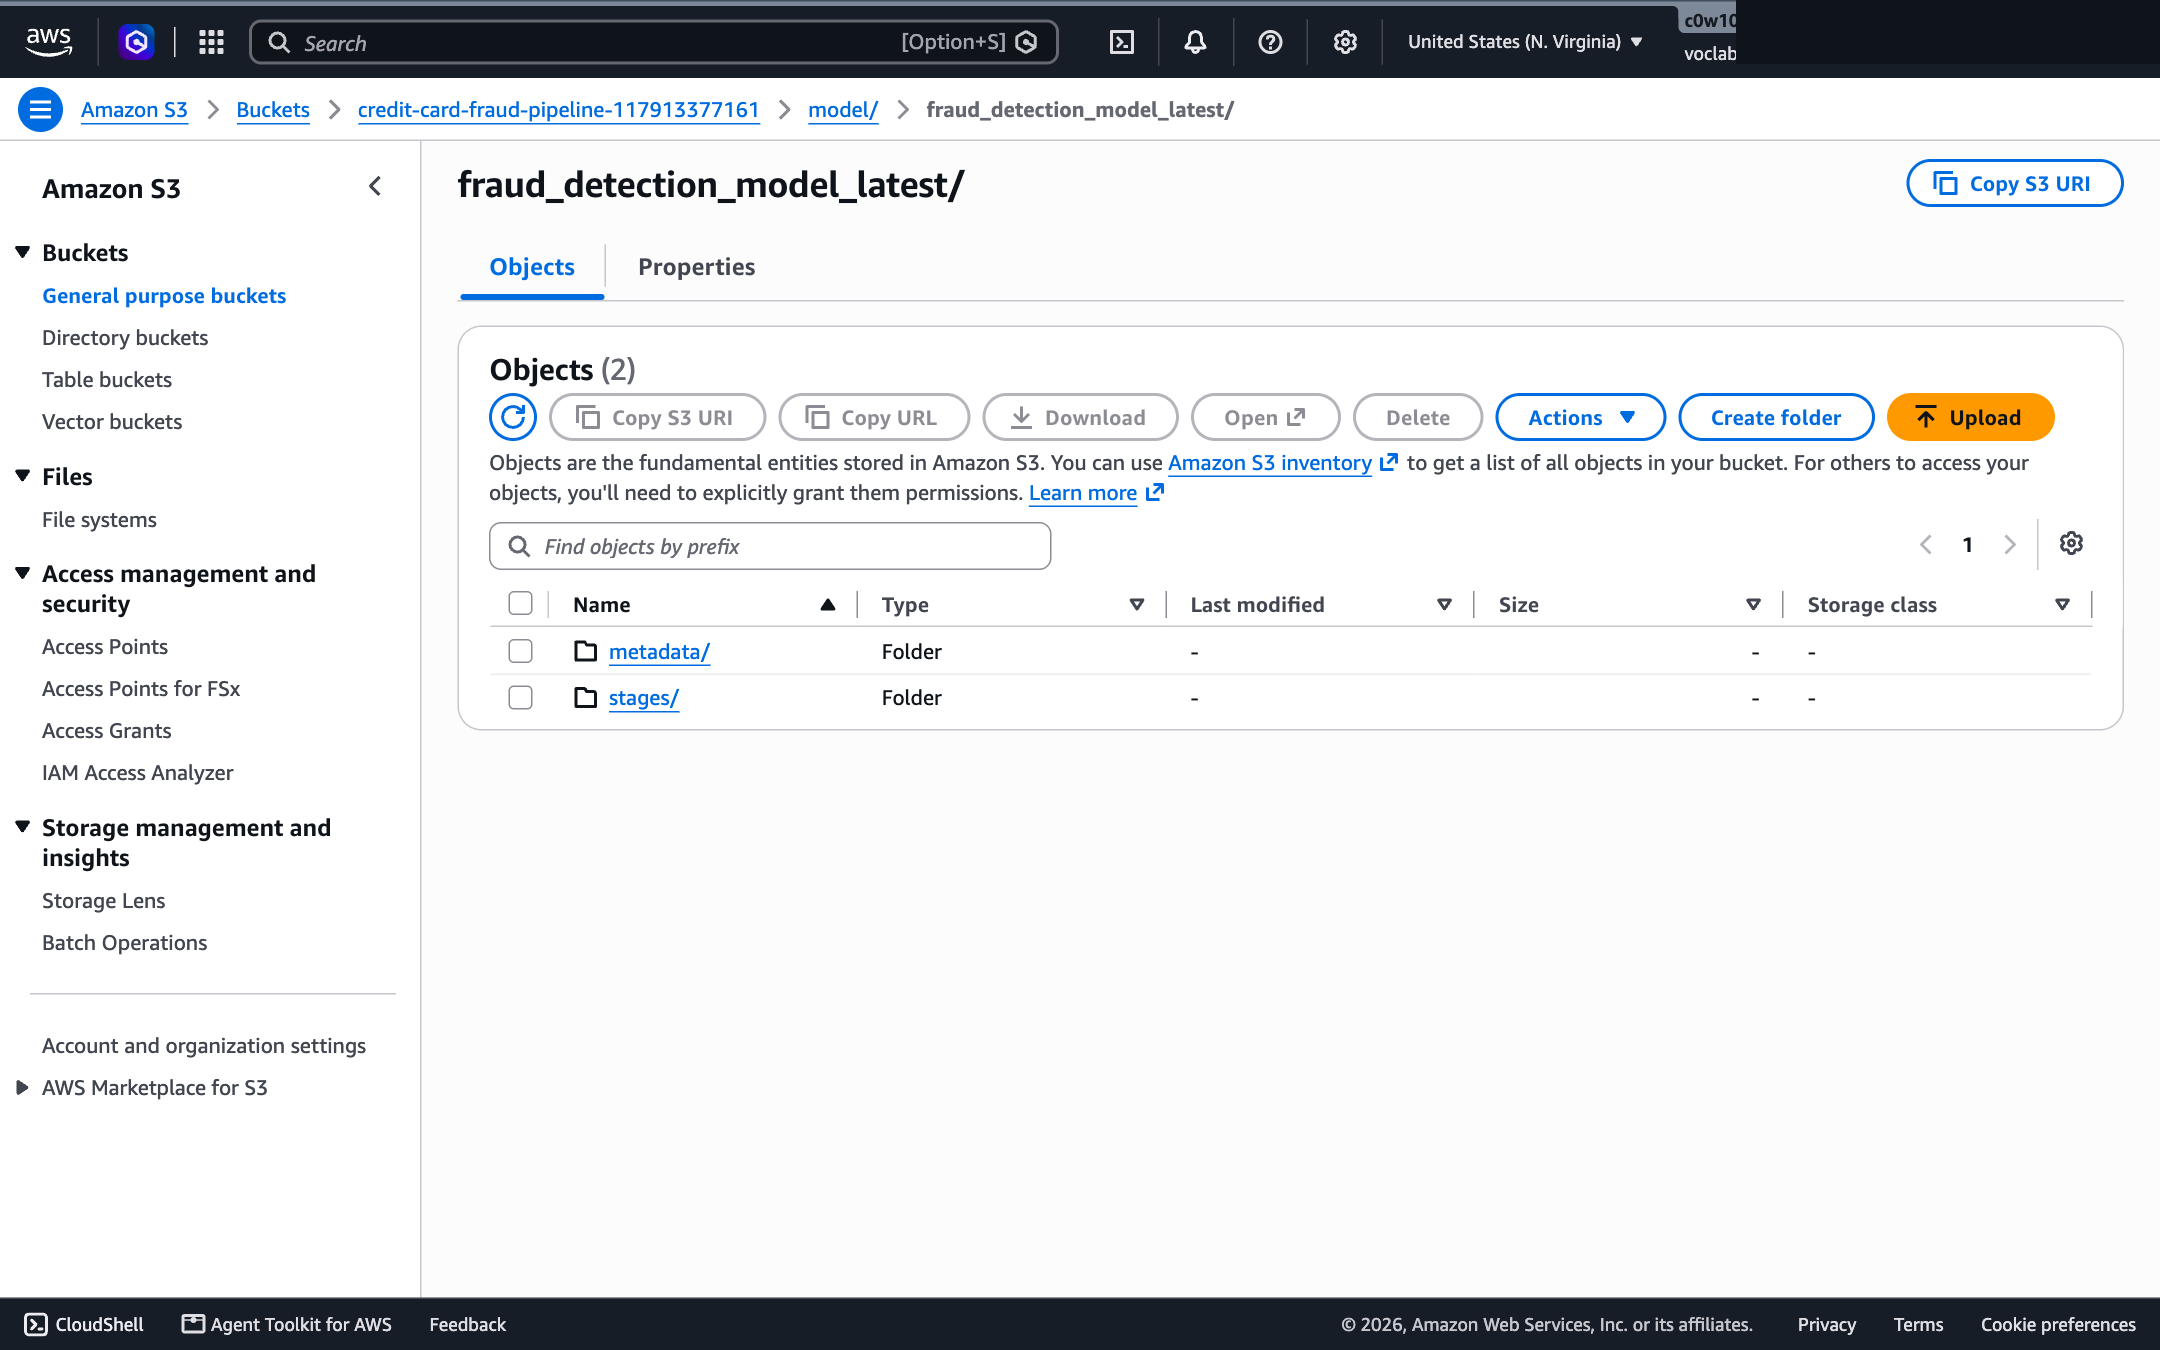 aws
Search
[Option+S]
United States (N. Virginia)
c0w10
voclab
Amazon S3
Buckets
credit-card-fraud-pipeline-117913377161
model/
fraud_detection_model_latest/
Amazon S3
Buckets
General purpose buckets
Directory buckets
Table buckets
Vector buckets
Files
File systems
Access management and
security
Access Points
Access Points for FSx
Access Grants
IAM Access Analyzer
Storage management and
insights
Storage Lens
Batch Operations
Account and organization settings
AWS Marketplace for S3
fraud_detection_model_latest/
Copy S3 URI
Objects
Properties
Objects (2)
Copy S3 URI
Copy URL
Download
Open
Delete
Actions
Create folder
Upload
Objects are the fundamental entities stored in Amazon S3. You can use Amazon S3 inventory to get a list of all objects in your bucket. For others to access your
objects, you'll need to explicitly grant them permissions. Learn more
Find objects by prefix
1
Name Type Last modified Size Storage class
metadata/ Folder - - -
stages/ Folder - - -
CloudShell
Agent Toolkit for AWS
Feedback
© 2026, Amazon Web Services, Inc. or its affiliates.
Privacy
Terms
Cookie preferences